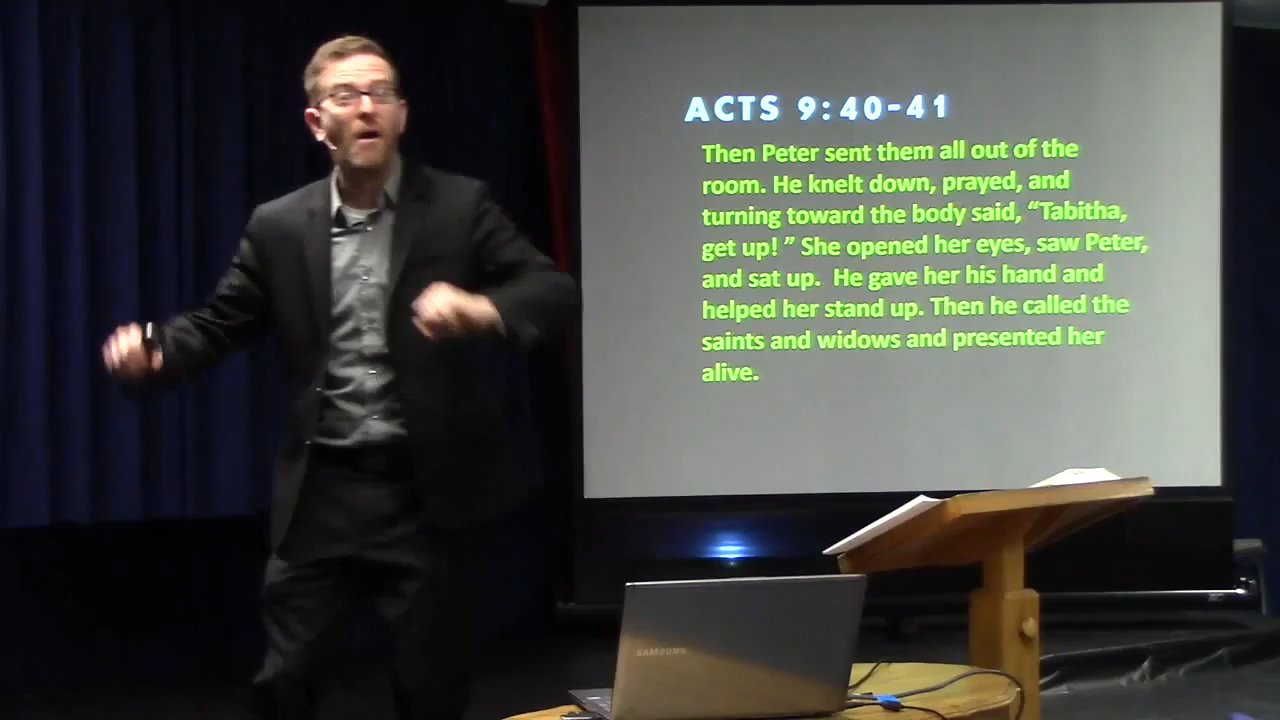 ACTS 9:40-41
Then Peter sent them all out of the
room. He knelt down, prayed, and
turning toward the body said, “Tabitha,
get up! ” She opened her eyes, saw Peter,
and sat up.  He gave her his hand and
helped her stand up. Then he called the
saints and widows and presented her
alive.
SAMSUNG